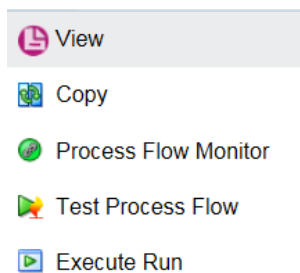 View
Copy
Process Flow Monitor
Test Process Flow
Execute Run